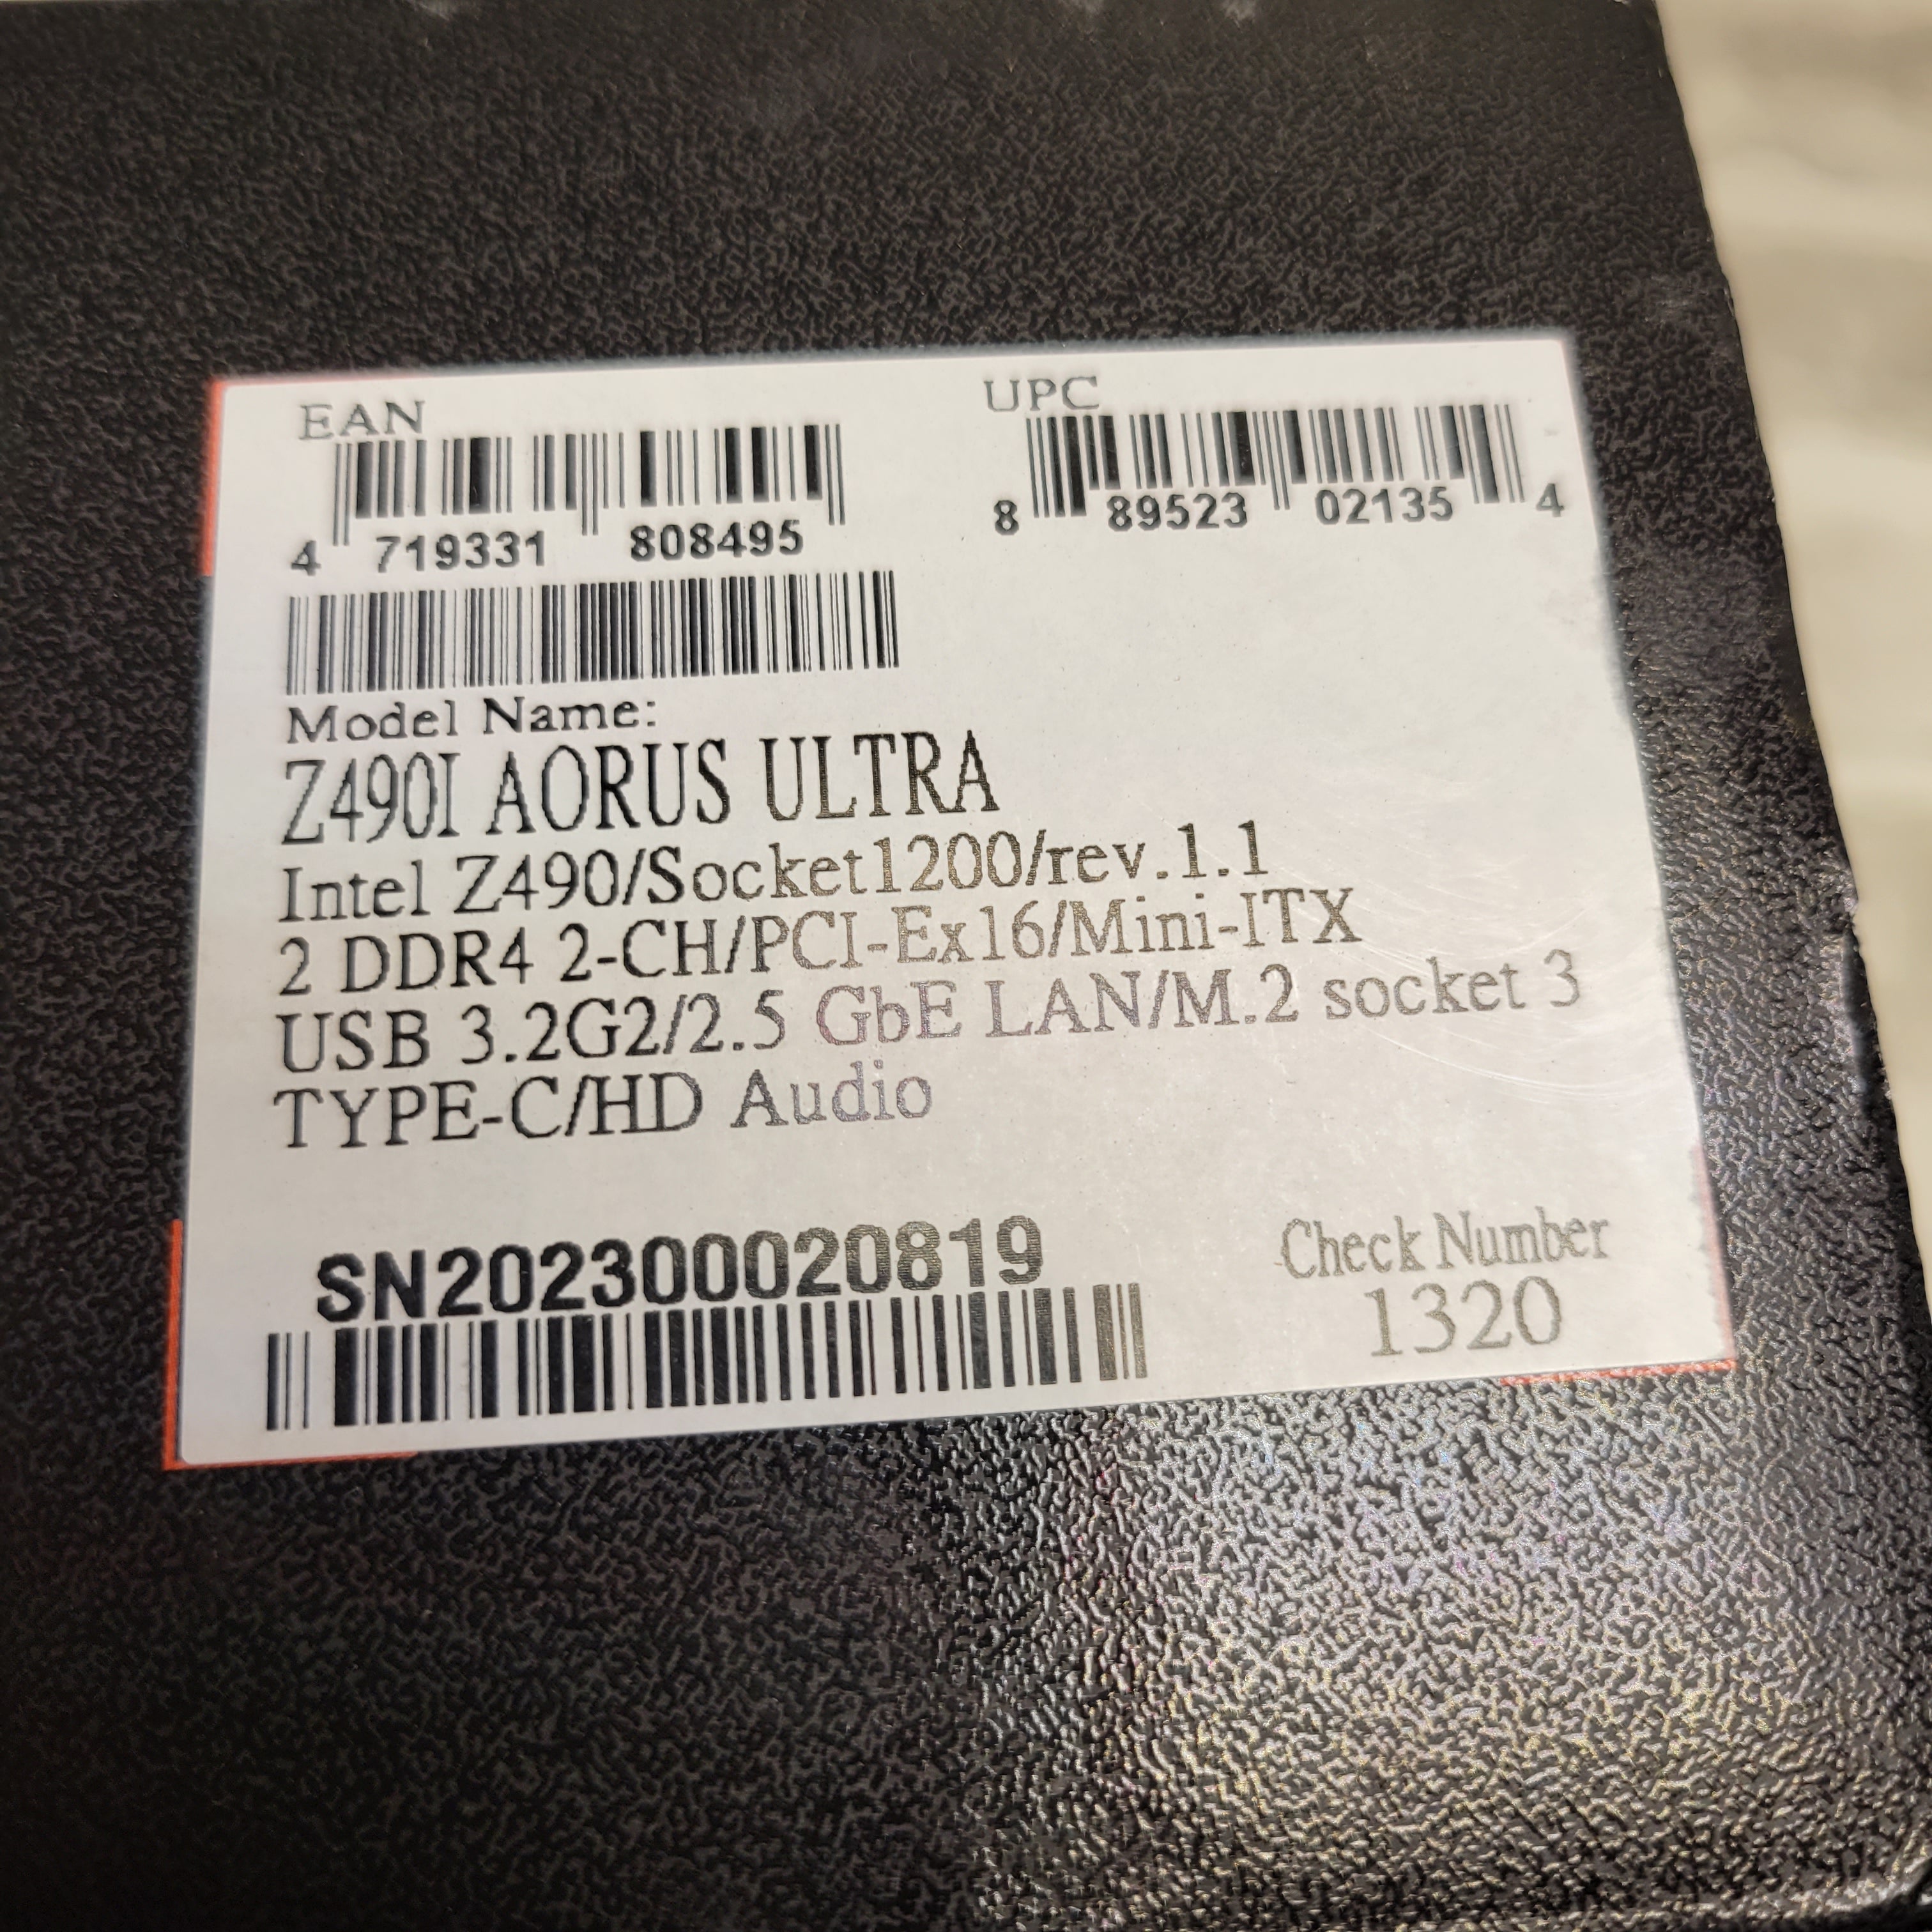 EAN
UPC
4 719331 808495
8 89523 02135 4
Model Name:
Z490I AORUS ULTRA
Intel Z490/Socket1200/rev.1.1
2 DDR4 2-CH/PCI-Ex16/Mini-ITX
USB 3.2G2/2.5 GbE LAN/M.2 socket 3
TYPE-C/HD Audio
SN202300020819
Check Number
1320